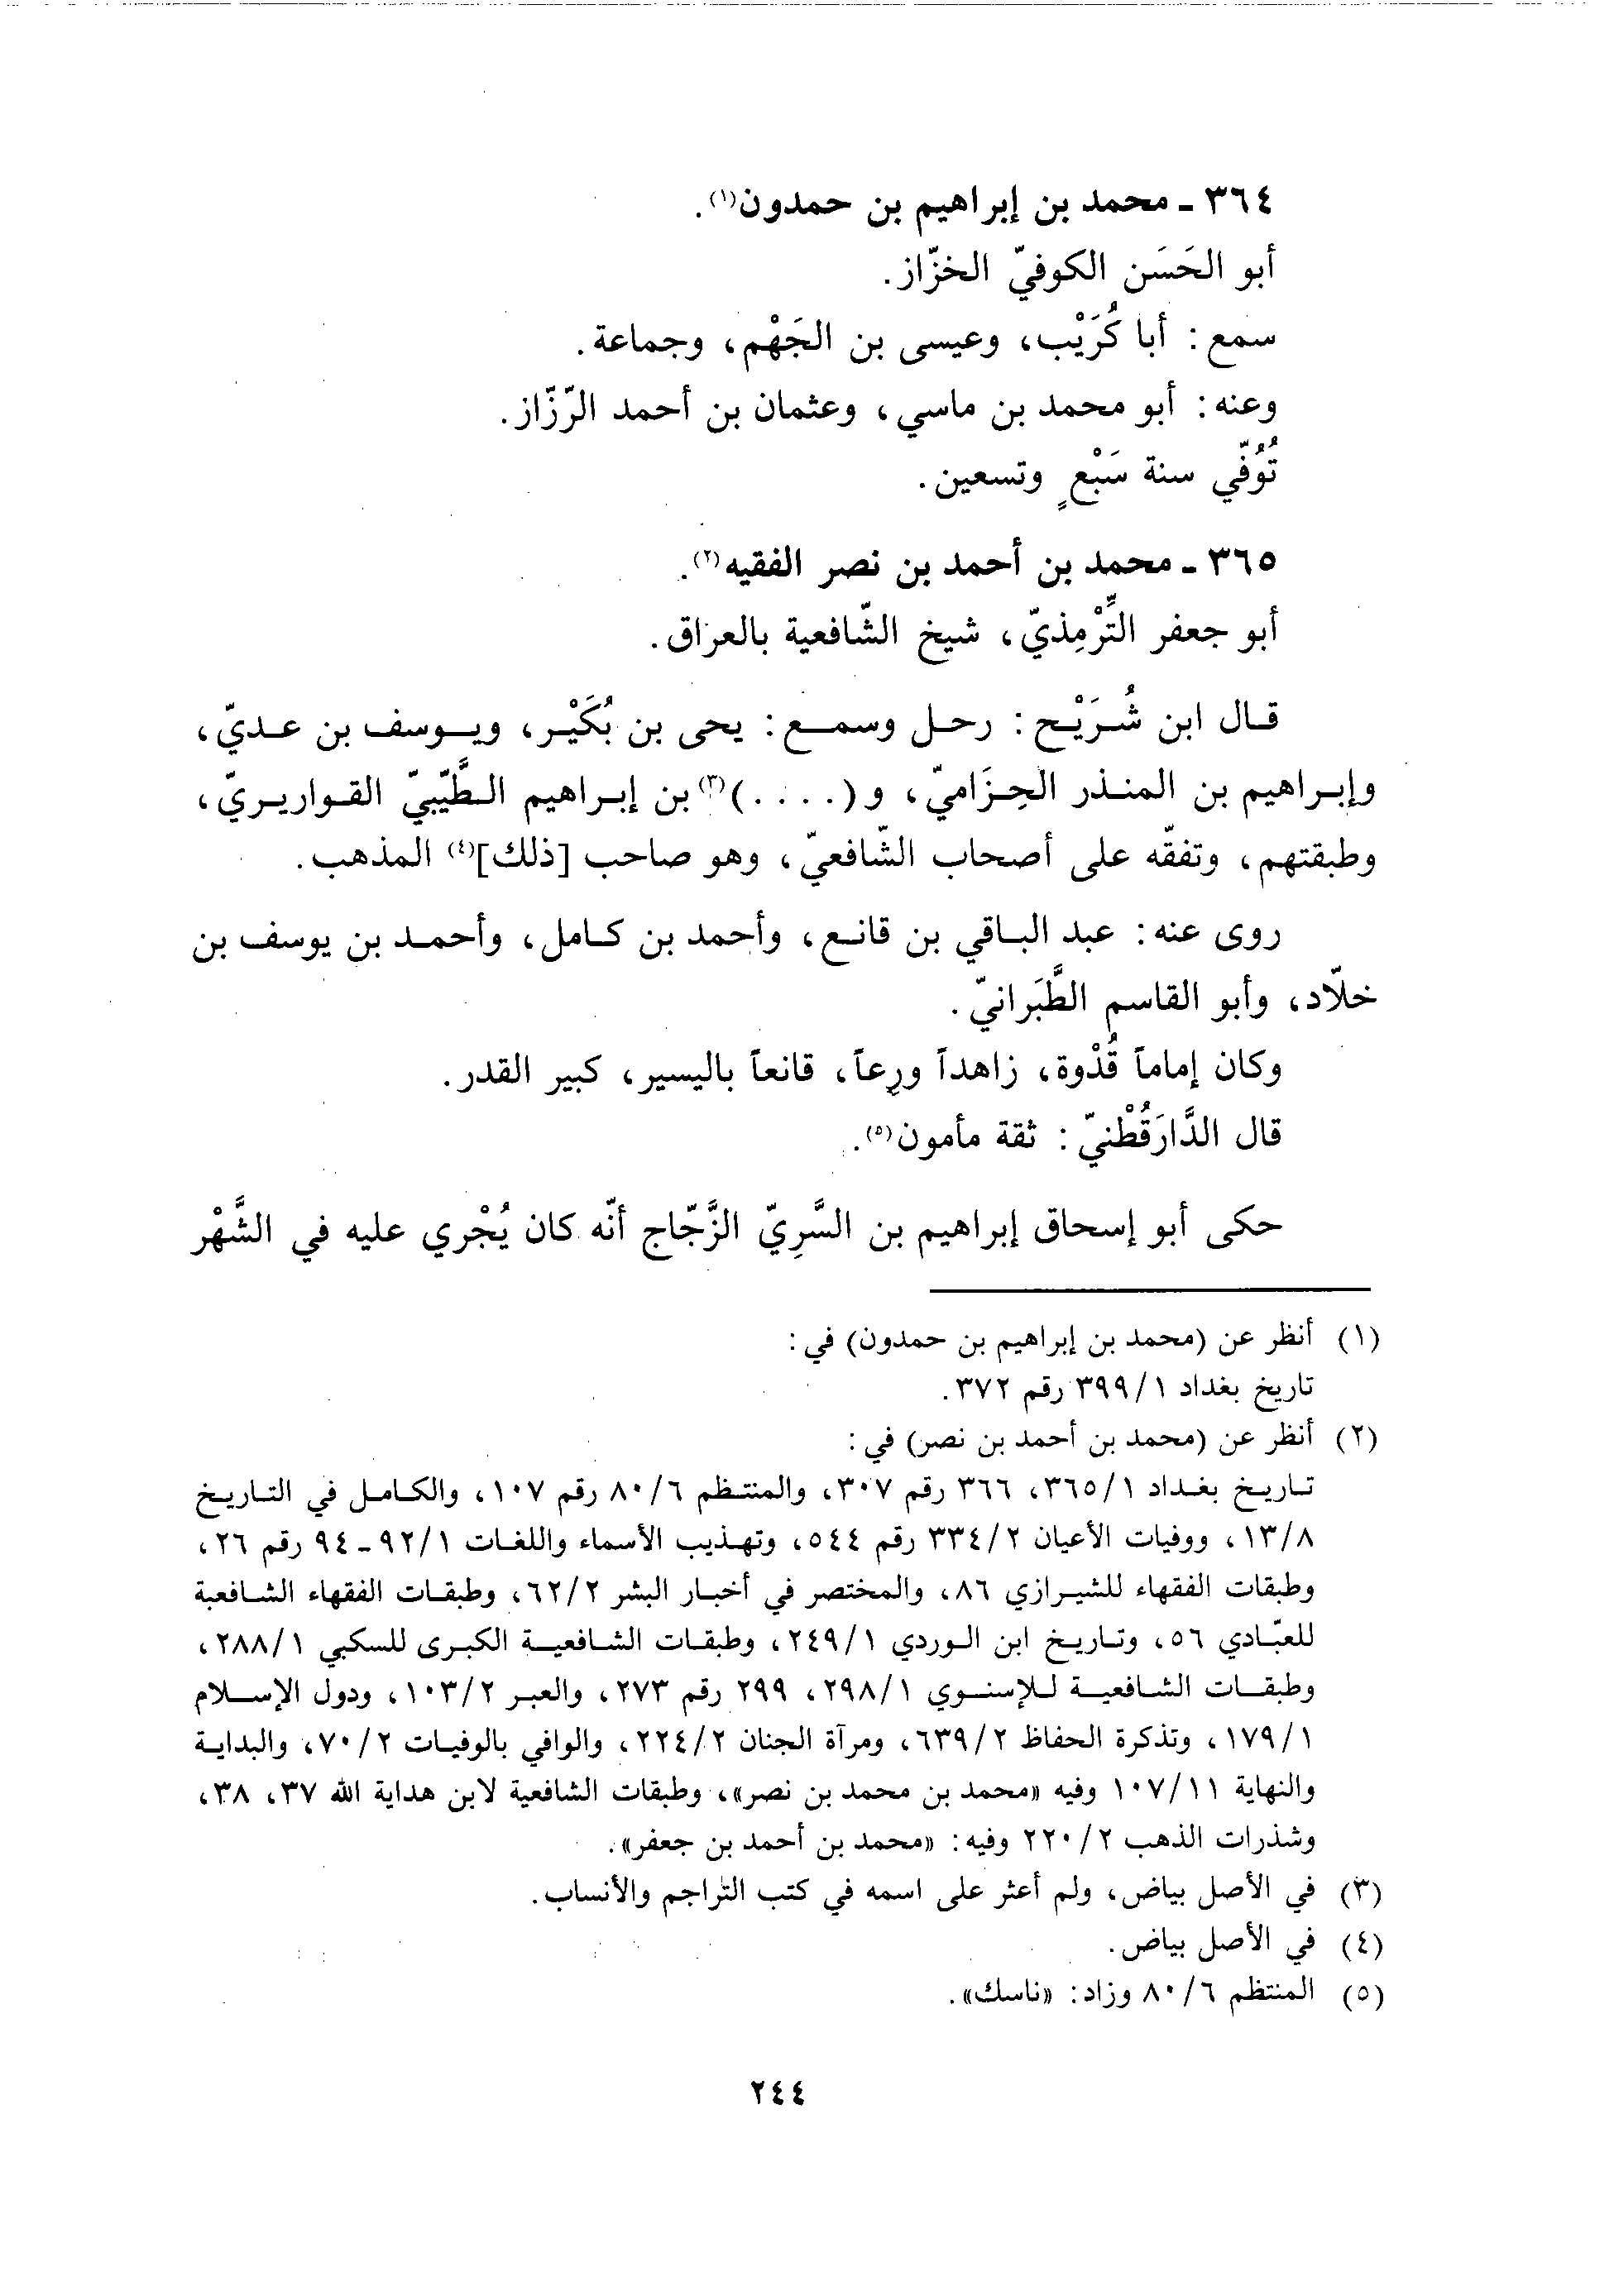 ٣٦٤ - محمد بن إبراهيم بن حمدون(١).
أبو الحَسَن الكوفيّ الخزّاز.
سمع: أبا كُرَيْب، وعيسى بن الجَهْم، وجماعة.
وعنه: أبو محمد بن ماسي، وعثمان بن أحمد الرّزّاز.
تُوُفّي سنة سَبْعٍ وتسعين.
٣٦٥ - محمد بن أحمد بن نصر الفقيه(٢).
أبو جعفر التِّرْمِذيّ، شيخ الشّافعية بالعراق.
قال ابن شُرَيْح: رحل وسمع: يحى بن بُكَيْر، ويوسف بن عديّ،
وإبراهيم بن المنذر الحِزَاميّ، و(....)(٣) بن إبراهيم الطَّيّبيّ القواريريّ،
وطبقتهم، وتفقّه على أصحاب الشّافعيّ، وهو صاحب [ذلك](٤) المذهب.
روى عنه: عبد الباقي بن قانع، وأحمد بن كامل، وأحمد بن يوسف بن
خلّاد، وأبو القاسم الطَّبَرانيّ.
وكان إماماً قُدْوة، زاهداً ورِعاً، قانعاً باليسير، كبير القدر.
قال الدَّارَقُطْنيّ: ثقة مأمون(٥).
حكى أبو إسحاق إبراهيم بن السَّرِيّ الزَّجّاج أنّه كان يُجْري عليه في الشَّهْر
(١) أنظر عن (محمد بن إبراهيم بن حمدون) في:
تاريخ بغداد ٣٩٩/١ رقم ٣٧٢.
(٢) أنظر عن (محمد بن أحمد بن نصر) في:
تاريخ بغداد ٣٦٥/١، ٣٦٦ رقم ٣٠٧، والمنتظم ٨٠/٦ رقم ١٠٧، والكامل في التاريخ
١٣/٨، ووفيات الأعيان ٣٣٤/٢ رقم ٥٤٤، وتهذيب الأسماء واللغات ٩٢/١ - ٩٤ رقم ٢٦،
وطبقات الفقهاء للشيرازي ٨٦، والمختصر في أخبار البشر ٦٢/٢، وطبقات الفقهاء الشافعية
للعبّادي ٥٦، وتاريخ ابن الوردي ٢٤٩/١، وطبقات الشافعية الكبرى للسكبي ٢٨٨/١،
وطبقات الشافعية للإسنوي ٢٩٨/١، ٢٩٩ رقم ٢٧٣، والعبر ١٠٣/٢، ودول الإسلام
١٧٩/١، وتذكرة الحفاظ ٦٣٩/٢، ومرآة الجنان ٢٢٤/٢، والوافي بالوفيات ٧٠/٢، والبداية
والنهاية ١٠٧/١١ وفيه «محمد بن محمد بن نصر»، وطبقات الشافعية لابن هداية الله ٣٧، ٣٨،
وشذرات الذهب ٢٢٠/٢ وفيه: «محمد بن أحمد بن جعفر».
(٣) في الأصل بياض، ولم أعثر على اسمه في كتب التراجم والأنساب.
(٤) في الأصل بياض.
(٥) المنتظم ٨٠/٦ وزاد: «ناسك».
٢٤٤